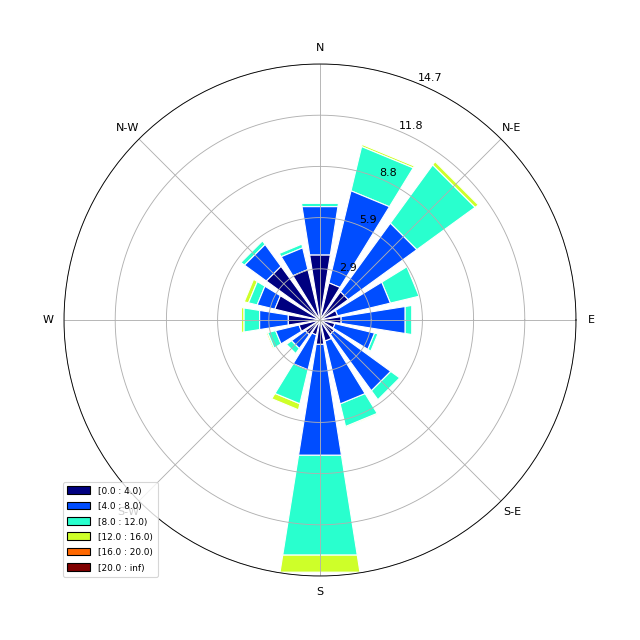 N
14.7
N-W
11.8
N-E
8.8
5.9
2.9
W
E
[0.0 : 4.0)
[4.0 : 8.0)
S-W
S-E
[8.0 : 12.0)
[12.0 : 16.0)
[16.0 : 20.0)
[20.0 : inf)
S